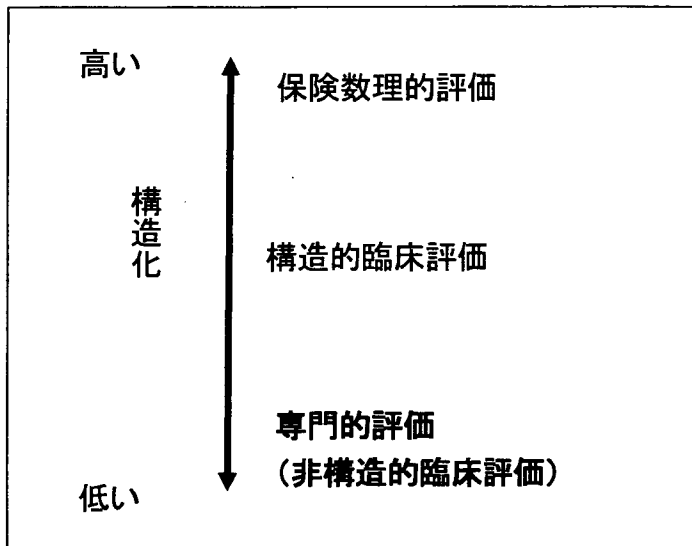 高い
保険数理的評価
構造化
構造的臨床評価
専門的評価
(非構造的臨床評価)
低い